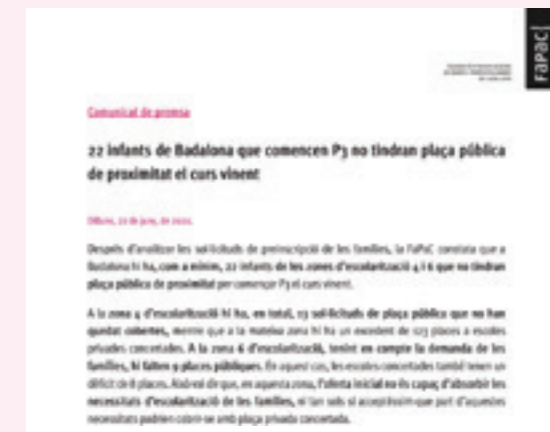 FaPaC
Comunicat de premsa
22 infants de Badalona que comencen P3 no tindran plaça pública
de proximitat el curs vinent
Dilluns, 22 de juny, de 2020.
Després d'analitzar les sol·licituds de preinscripció de les famílies, la FaPaC constata que a
Badalona hi ha, com a mínim, 22 infants de les zones d'escolarització 4 i 6 que no tindran
plaça pública de proximitat per començar P3 el curs vinent.
A la zona 4 d'escolarització hi ha, en total, 13 sol·licituds de plaça pública que no han
quedat cobertes, mentre que a la mateixa zona hi ha un excedent de 123 places a escoles
privades concertades. A la zona 6 d'escolarització, tenint en compte la demanda de les
famílies, hi falten 9 places públiques. En aquest cas, les escoles concertades també tenen un
dèficit de 8 places. Això vol dir que, en aquesta zona, l'oferta inicial no és capaç d'absorbir les
necessitats d'escolarització de les famílies, ni tan sols si acceptéssim que part d'aquestes
necessitats podrien cobrir-se amb plaça privada concertada.